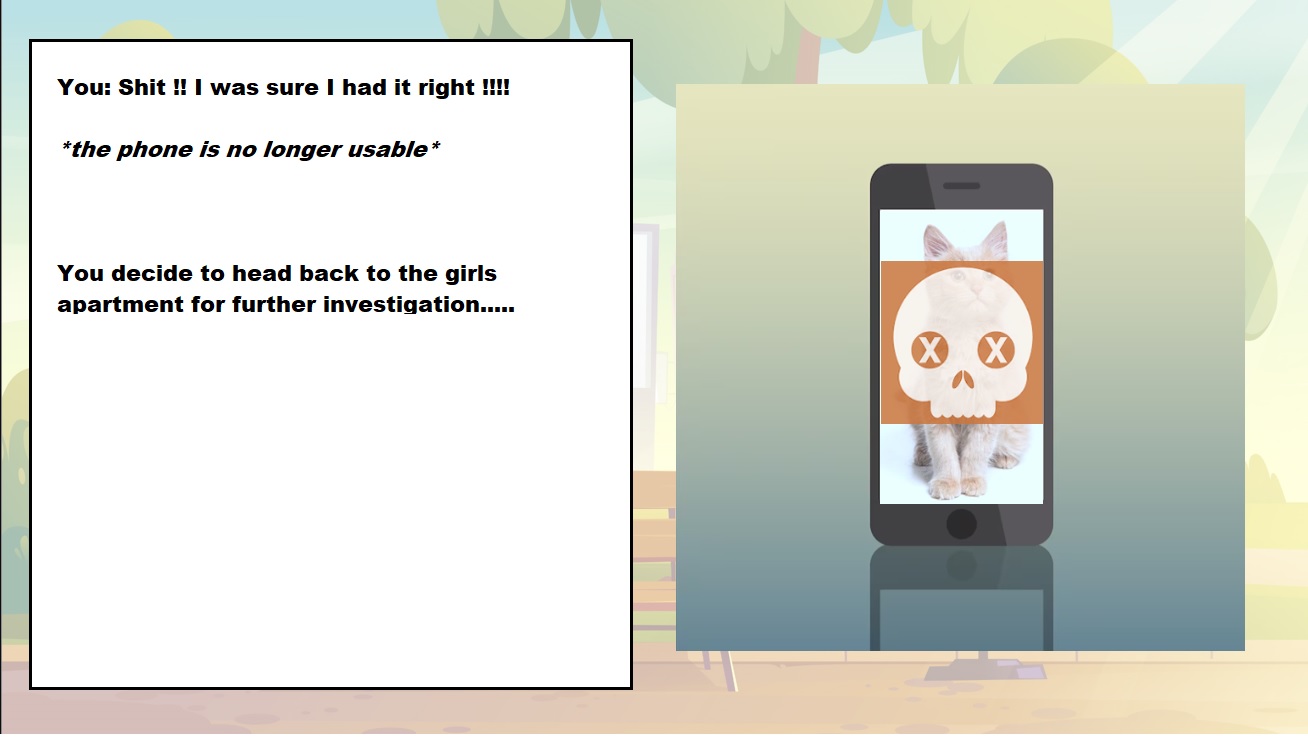 You: Shit !! I was sure I had it right !!!!
*the phone is no longer usable*
You decide to head back to the girls
apartment for further investigation.....
X X